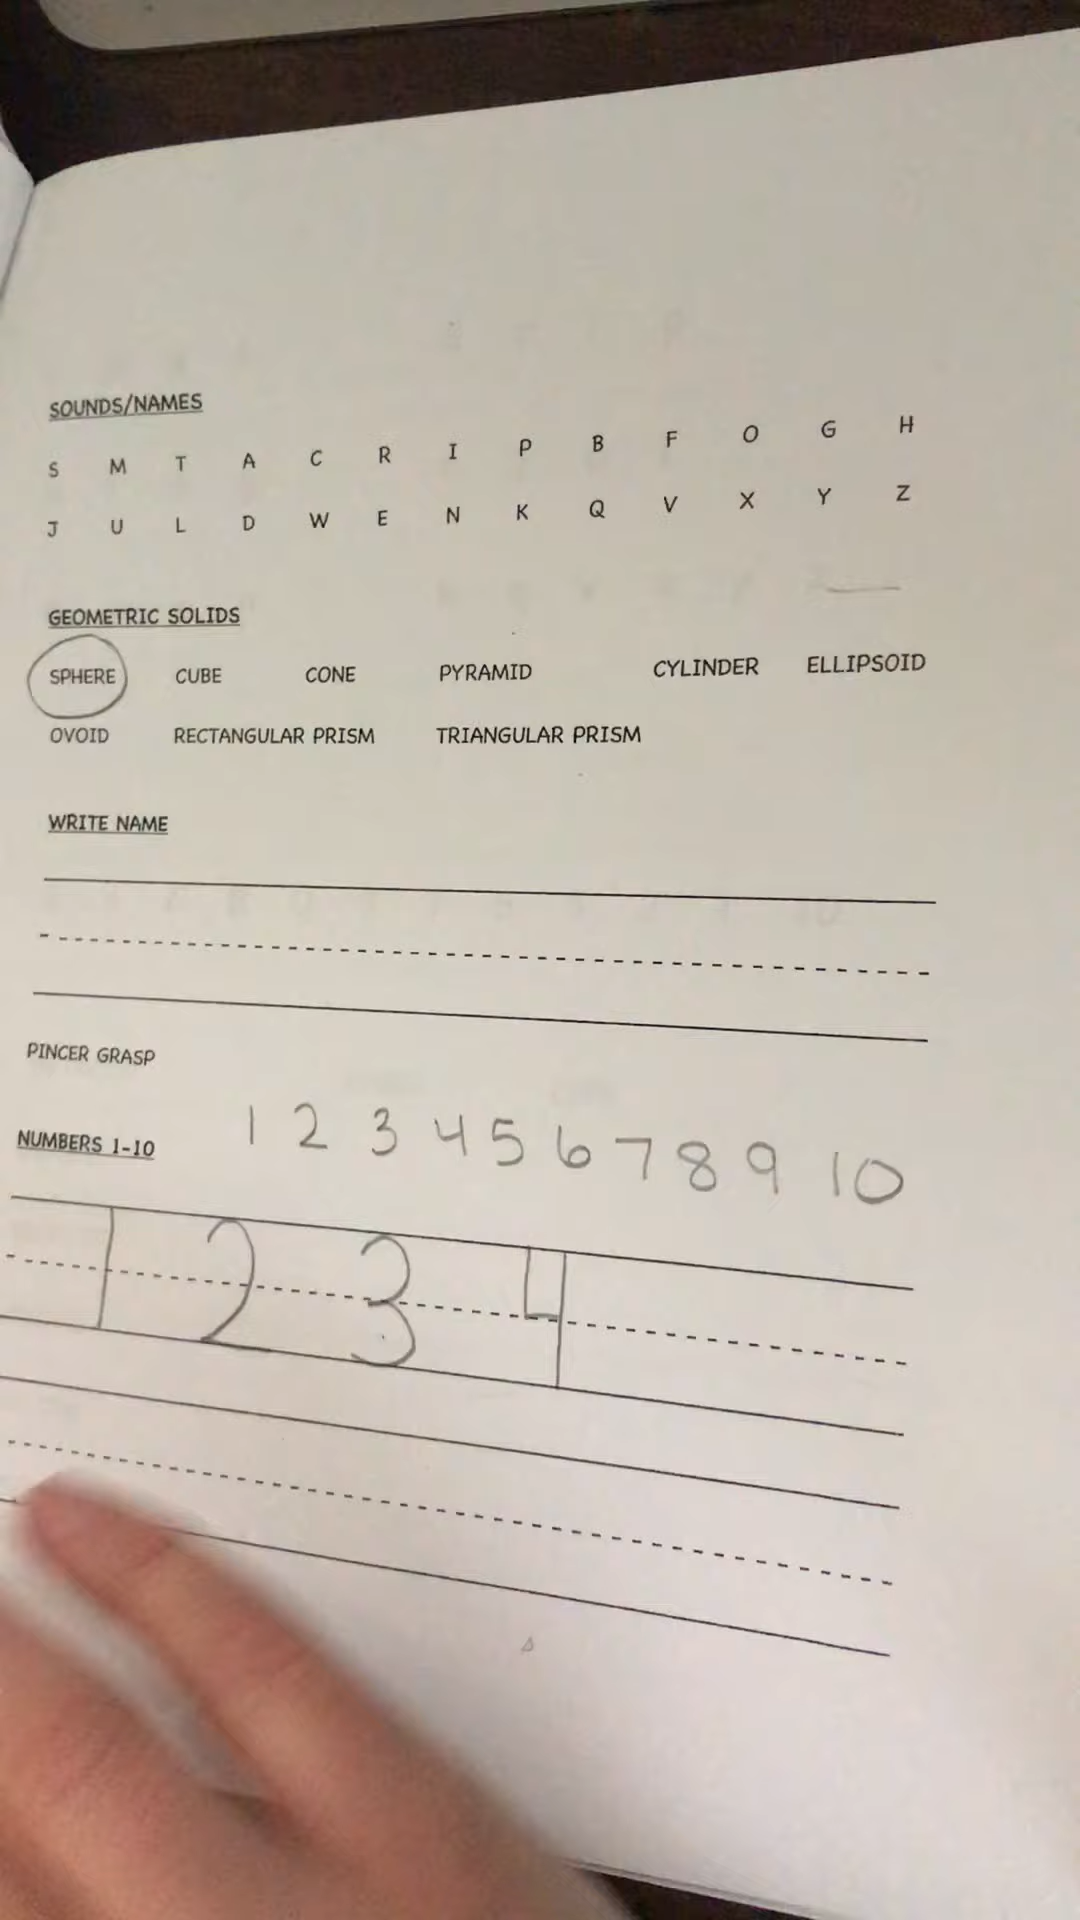 SOUNDS/NAMES
S M T A C R I P B F O G H
J U L D W E N K Q V X Y Z
GEOMETRIC SOLIDS
SPHERE CUBE CONE PYRAMID CYLINDER ELLIPSOID
OVOID RECTANGULAR PRISM TRIANGULAR PRISM
WRITE NAME
PINCER GRASP
NUMBERS 1-10 1 2 3 4 5 6 7 8 9 10
1 2 3 4